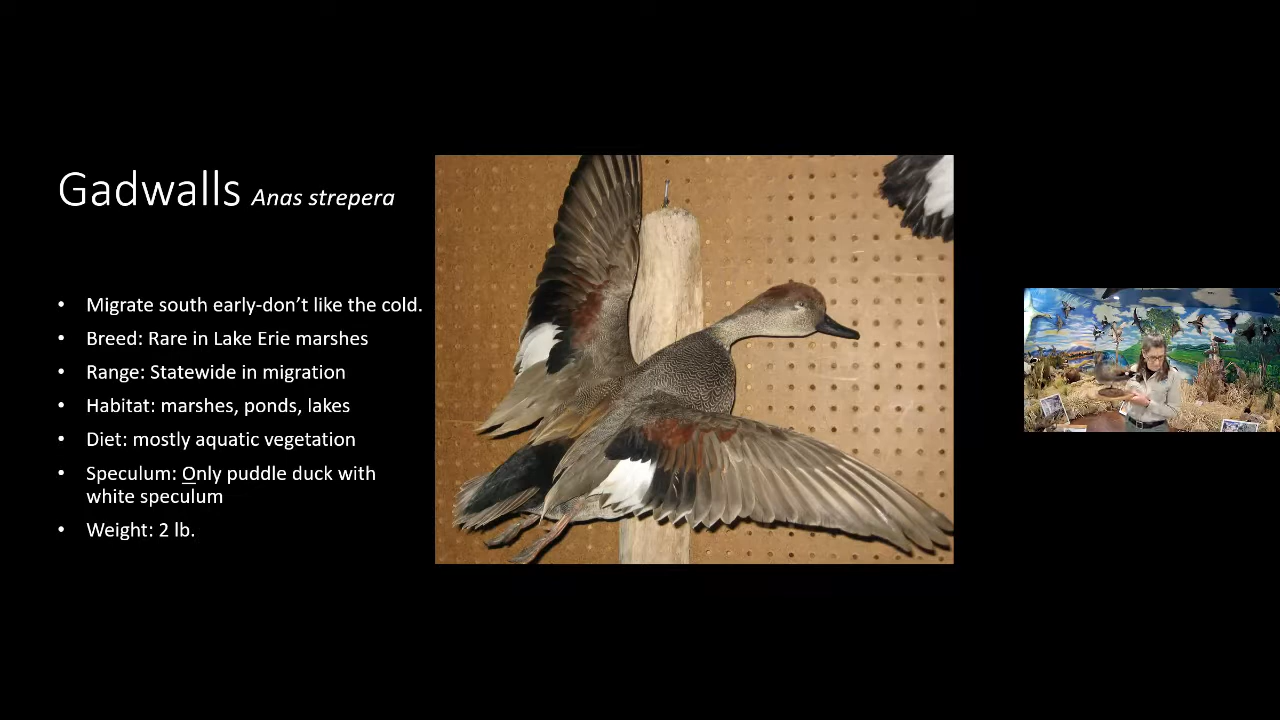 Gadwalls Anas strepera
• Migrate south early-don’t like the cold.
• Breed: Rare in Lake Erie marshes
• Range: Statewide in migration
• Habitat: marshes, ponds, lakes
• Diet: mostly aquatic vegetation
• Speculum: Only puddle duck with
white speculum
• Weight: 2 lb.